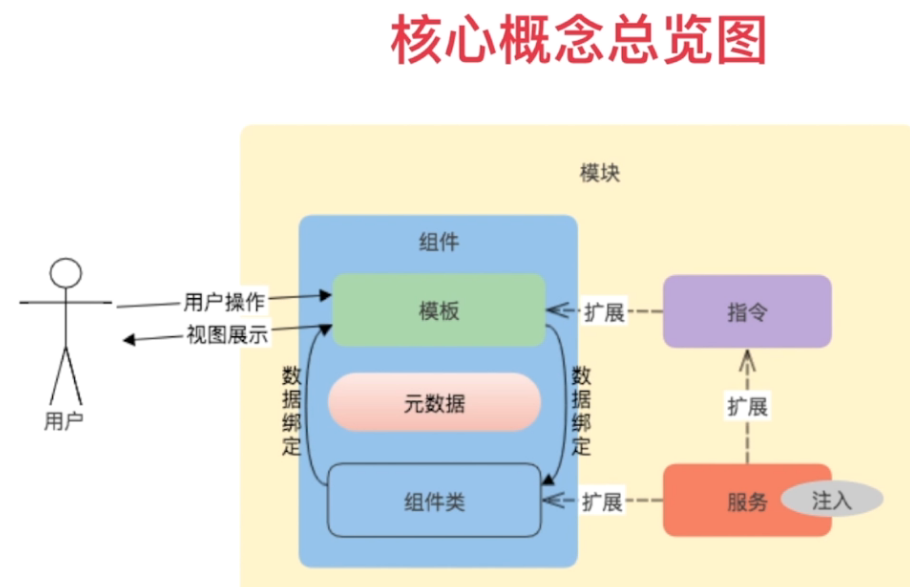 核心概念总览图
模块
组件
用户操作
模板
扩展
指令
视图展示
数据绑定
数据绑定
元数据
扩展
用户
组件类
扩展
服务
注入